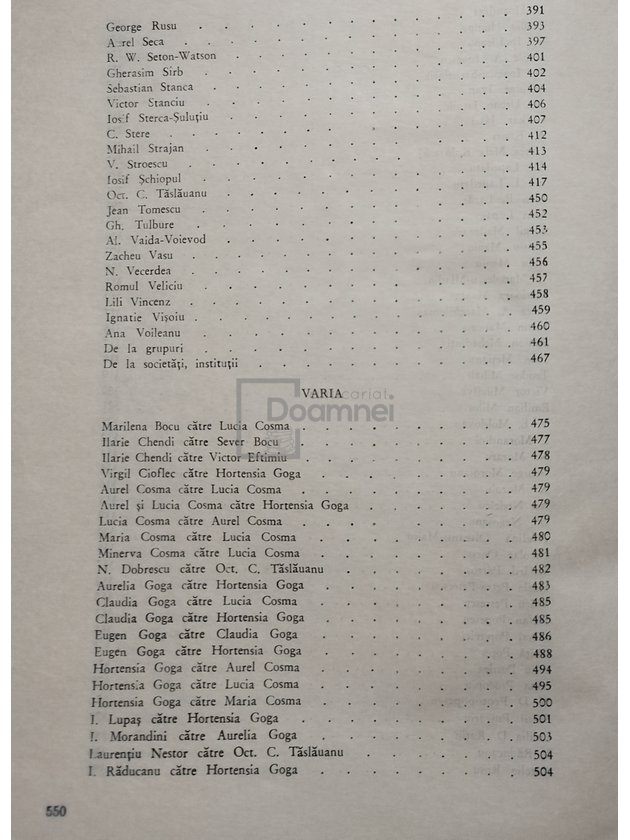 George Rusu . . . . . . . . . . 391
Aurel Seca . . . . . . . . . . 393
R. W. Seton-Watson . . . . . . . . . . 397
Gherasim Sîrb . . . . . . . . . . 401
Sebastian Stanca . . . . . . . . . . 402
Victor Stanciu . . . . . . . . . . 404
Iosif Sterca-Șuluțiu . . . . . . . . . . 406
C. Stere . . . . . . . . . . 407
Mihail Strajan . . . . . . . . . . 412
V. Stroescu . . . . . . . . . . 413
Iosif Șchiopul . . . . . . . . . . 414
Oct. C. Tăslăuanu . . . . . . . . . . 417
Jean Tomescu . . . . . . . . . . 450
Gh. Tulbure . . . . . . . . . . 452
Al. Vaida-Voievod . . . . . . . . . . 453
Zacheu Vasu . . . . . . . . . . 455
N. Vecerdea . . . . . . . . . . 456
Romul Veliciu . . . . . . . . . . 457
Lili Vincenz . . . . . . . . . . 458
Ignatie Vișoiu . . . . . . . . . . 459
Ana Voileanu . . . . . . . . . . 460
De la grupuri . . . . . . . . . . 461
De la societăți, instituții . . . . . . . . . . 467
VARIA
Anticariat
Doamnei
Marilena Bocu către Lucia Cosma . . . . . . . . . 475
Ilarie Chendi către Sever Bocu . . . . . . . . . 477
Ilarie Chendi către Victor Eftimiu . . . . . . . . . 478
Virgil Cioflec către Hortensia Goga . . . . . . . . . 479
Aurel Cosma către Lucia Cosma . . . . . . . . . 479
Aurel și Lucia Cosma către Hortensia Goga . . . . . . . 479
Lucia Cosma către Aurel Cosma . . . . . . . . . 479
Maria Cosma către Lucia Cosma . . . . . . . . . 480
Minerva Cosma către Lucia Cosma . . . . . . . . . 481
N. Dobrescu către Oct. C. Tăslăuanu . . . . . . . . 482
Aurelia Goga către Hortensia Goga . . . . . . . . . 483
Claudia Goga către Lucia Cosma . . . . . . . . . 485
Claudia Goga către Hortensia Goga . . . . . . . . . 485
Eugen Goga către Claudia Goga . . . . . . . . . 486
Eugen Goga către Hortensia Goga . . . . . . . . . 488
Hortensia Goga către Aurel Cosma . . . . . . . . . 494
Hortensia Goga către Lucia Cosma . . . . . . . . . 495
Hortensia Goga către Maria Cosma . . . . . . . . . 500
I. Lupaș către Hortensia Goga . . . . . . . . . 501
I. Morandini către Aurelia Goga . . . . . . . . . 503
Laurențiu Nestor către Oct. C. Tăslăuanu . . . . . . . 504
I. Răducanu către Hortensia Goga . . . . . . . . . 504
550